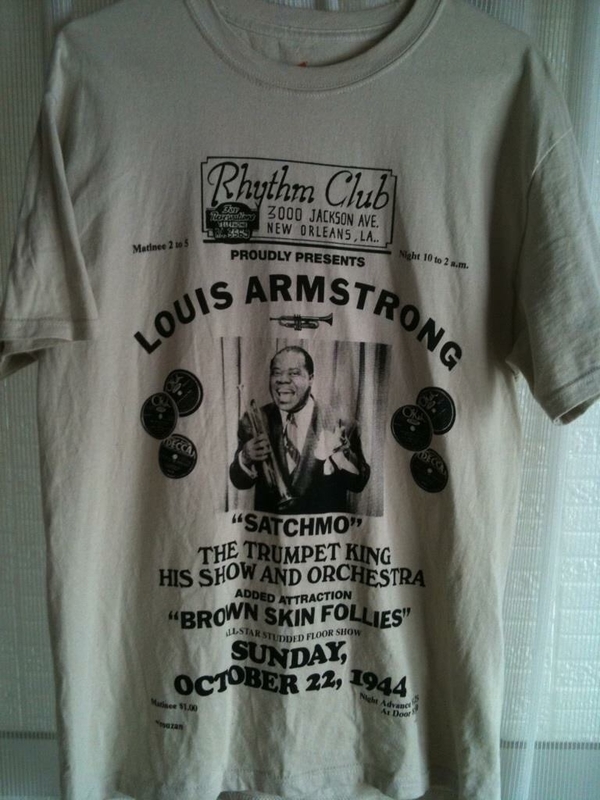 Rhythm Club
3000 JACKSON AVE.
NEW ORLEANS, LA..
Matinee 2 to 5
Night 10 to 2 a.m.
PROUDLY PRESENTS
LOUIS ARMSTRONG
DECCA
DECCA
"SATCHMO"
THE TRUMPET KING
HIS SHOW AND ORCHESTRA
ADDED ATTRACTION
"BROWN SKIN FOLLIES"
ALL STAR STUDDED FLOOR SHOW
SUNDAY,
OCTOBER 22, 1944
Matinee $1.00
Night Advance
At Door